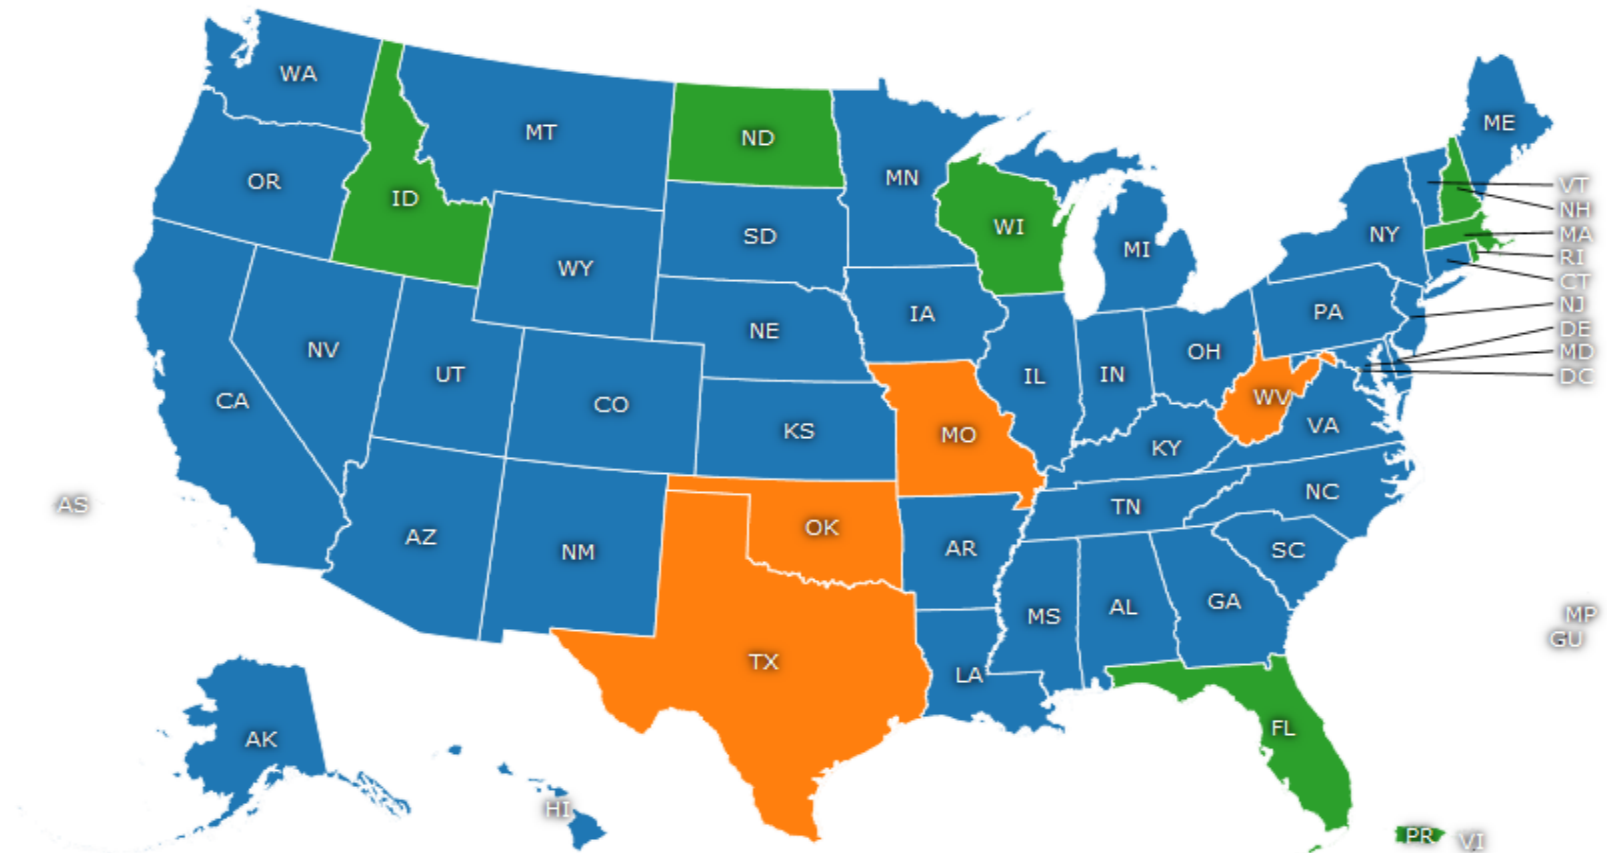 WA
ME
MT
ND
VT
MN
OR
ID
NH
WI
NY
MA
SD
MI
RI
WY
CT
NJ
IA
PA
NE
DE
NV
OH
MD
UT
IL
IN
DC
CA
CO
WV
VA
KS
MO
KY
NC
AS
TN
OK
AZ
NM
AR
SC
GA
AL
MS
MP
GU
TX
LA
FL
AK
HI
PR
VI